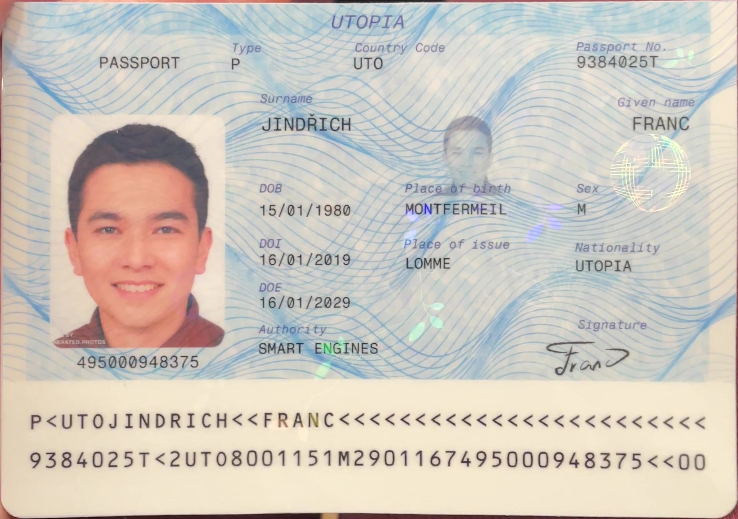 UTOPIA
PASSPORT
Type
P
Country Code
UTO
Passport No.
9384025T
Surname
JINDŘICH
Given name
FRANC
DOB
15/01/1980
Place of birth
MONTFERMEIL
Sex
M
DOI
16/01/2019
Place of issue
LOMME
Nationality
UTOPIA
DOE
16/01/2029
Authority
SMART ENGINES
Signature
Franc
495000948375
P<UTOJINDRICH<<FRANC<<<<<<<<<<<<<<<<<<<<<<<<
9384025T<2UTO8001151M2901167495000948375<<00